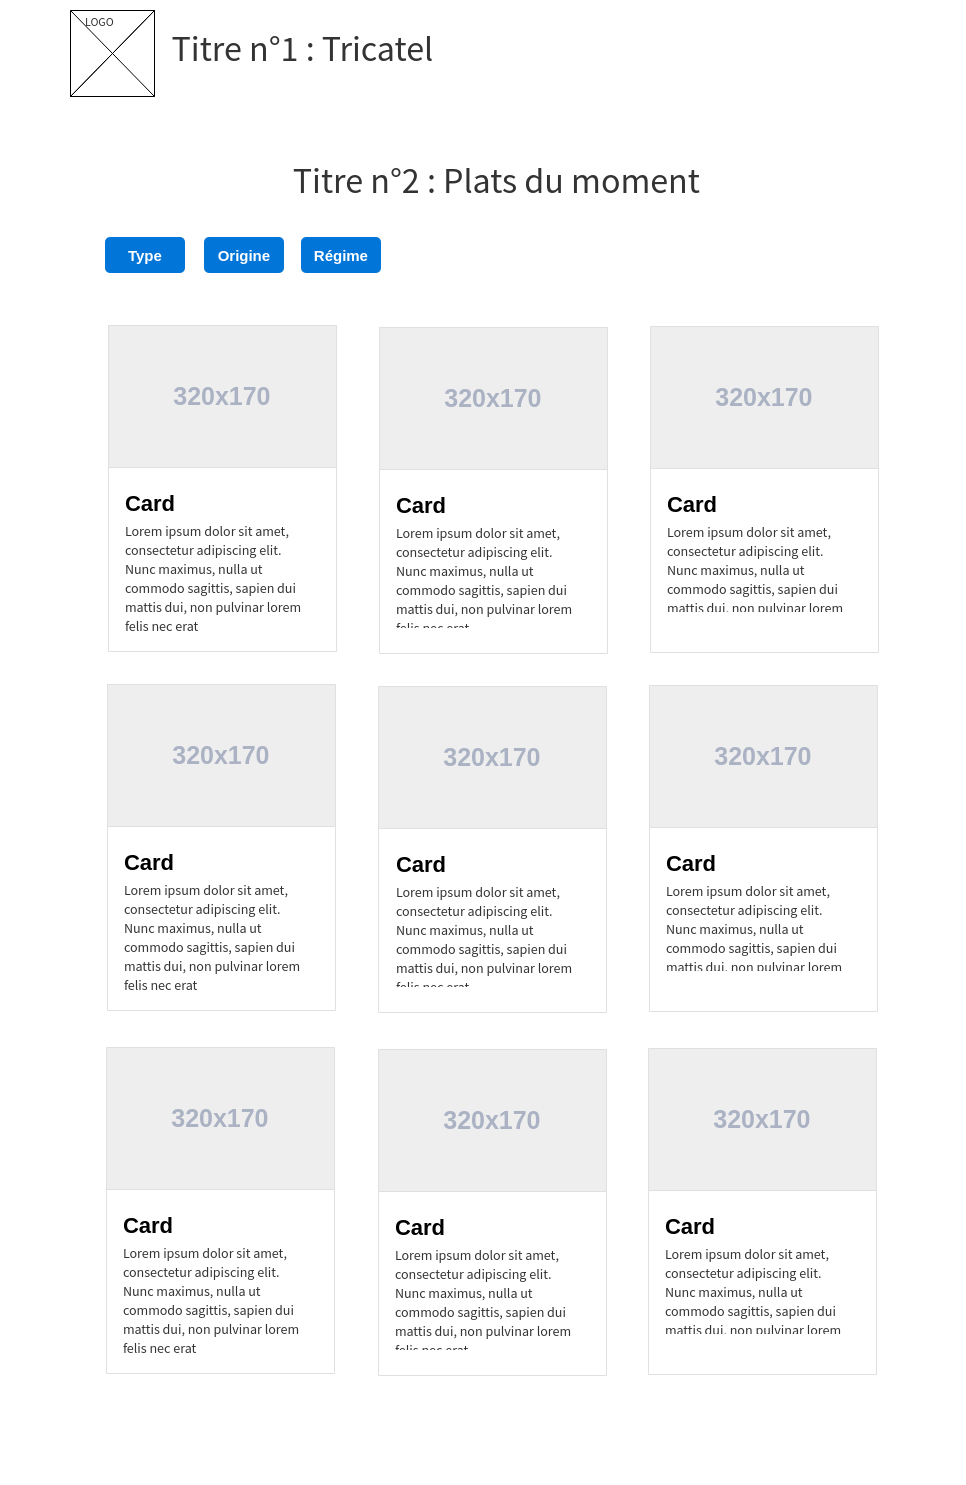 LOGO
Titre n°1 : Tricatel
Titre n°2 : Plats du moment
Type
Origine
Régime
320x170
Card
Lorem ipsum dolor sit amet,
consectetur adipiscing elit.
Nunc maximus, nulla ut
commodo sagittis, sapien dui
mattis dui, non pulvinar lorem
felis nec erat
320x170
Card
Lorem ipsum dolor sit amet,
consectetur adipiscing elit.
Nunc maximus, nulla ut
commodo sagittis, sapien dui
mattis dui, non pulvinar lorem
felis nec erat
320x170
Card
Lorem ipsum dolor sit amet,
consectetur adipiscing elit.
Nunc maximus, nulla ut
commodo sagittis, sapien dui
mattis dui, non pulvinar lorem
320x170
Card
Lorem ipsum dolor sit amet,
consectetur adipiscing elit.
Nunc maximus, nulla ut
commodo sagittis, sapien dui
mattis dui, non pulvinar lorem
felis nec erat
320x170
Card
Lorem ipsum dolor sit amet,
consectetur adipiscing elit.
Nunc maximus, nulla ut
commodo sagittis, sapien dui
mattis dui, non pulvinar lorem
felis nec erat
320x170
Card
Lorem ipsum dolor sit amet,
consectetur adipiscing elit.
Nunc maximus, nulla ut
commodo sagittis, sapien dui
mattis dui, non pulvinar lorem
320x170
Card
Lorem ipsum dolor sit amet,
consectetur adipiscing elit.
Nunc maximus, nulla ut
commodo sagittis, sapien dui
mattis dui, non pulvinar lorem
felis nec erat
320x170
Card
Lorem ipsum dolor sit amet,
consectetur adipiscing elit.
Nunc maximus, nulla ut
commodo sagittis, sapien dui
mattis dui, non pulvinar lorem
felis nec erat
320x170
Card
Lorem ipsum dolor sit amet,
consectetur adipiscing elit.
Nunc maximus, nulla ut
commodo sagittis, sapien dui
mattis dui, non pulvinar lorem